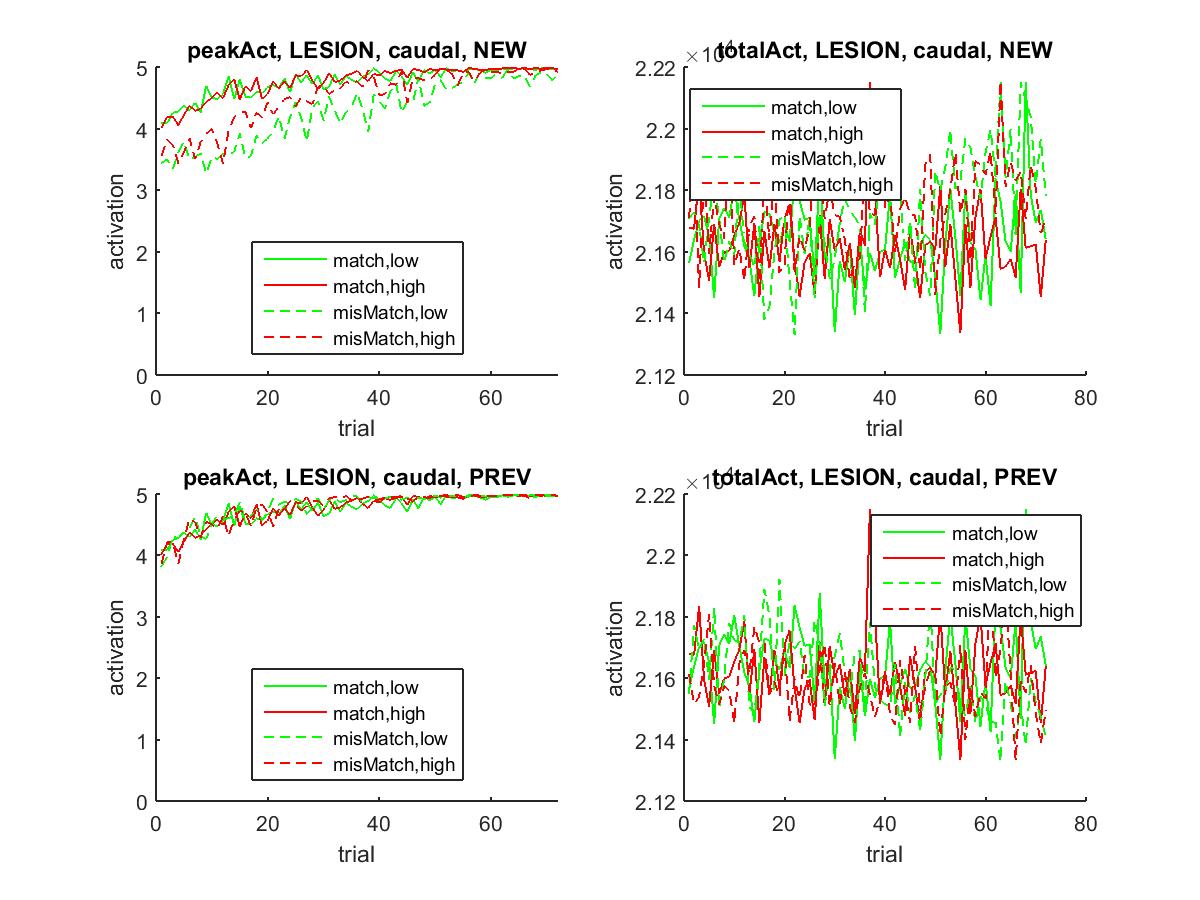 peakAct, LESION, caudal, NEW
5
4
3
2
1
0
activation
match,low
match,high
misMatch,low
misMatch,high
0 20 40 60
trial
×10⁴
totalAct, LESION, caudal, NEW
2.22
2.2
2.18
2.16
2.14
2.12
activation
match,low
match,high
misMatch,low
misMatch,high
0 20 40 60 80
trial
peakAct, LESION, caudal, PREV
5
4
3
2
1
0
activation
match,low
match,high
misMatch,low
misMatch,high
0 20 40 60
trial
×10⁴
totalAct, LESION, caudal, PREV
2.22
2.2
2.18
2.16
2.14
2.12
activation
match,low
match,high
misMatch,low
misMatch,high
0 20 40 60 80
trial